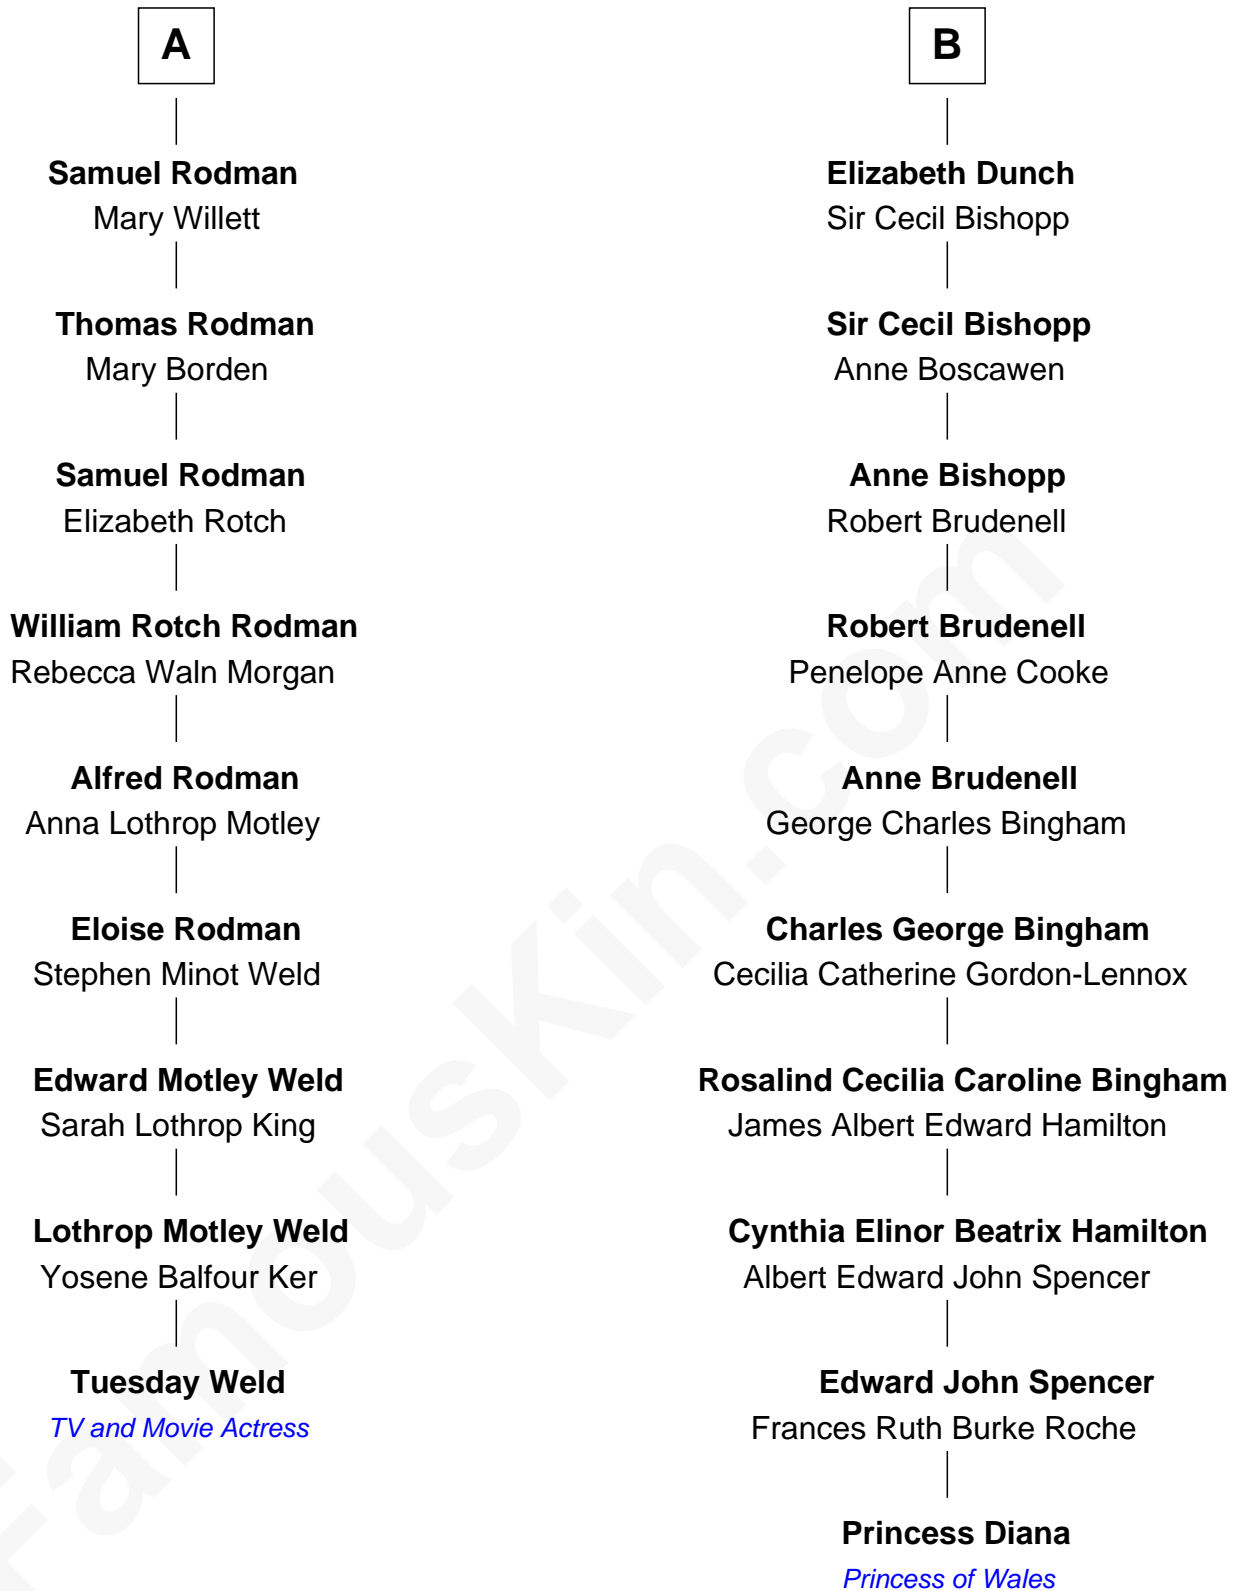 A
Samuel Rodman
Mary Willett
Thomas Rodman
Mary Borden
Samuel Rodman
Elizabeth Rotch
William Rotch Rodman
Rebecca Waln Morgan
Alfred Rodman
Anna Lothrop Motley
Eloise Rodman
Stephen Minot Weld
Edward Motley Weld
Sarah Lothrop King
Lothrop Motley Weld
Yosene Balfour Ker
Tuesday Weld
TV and Movie Actress
B
Elizabeth Dunch
Sir Cecil Bishopp
Sir Cecil Bishopp
Anne Boscawen
Anne Bishopp
Robert Brudenell
Robert Brudenell
Penelope Anne Cooke
Anne Brudenell
George Charles Bingham
Charles George Bingham
Cecilia Catherine Gordon-Lennox
Rosalind Cecilia Caroline Bingham
James Albert Edward Hamilton
Cynthia Elinor Beatrix Hamilton
Albert Edward John Spencer
Edward John Spencer
Frances Ruth Burke Roche
Princess Diana
Princess of Wales
FamousKin.com